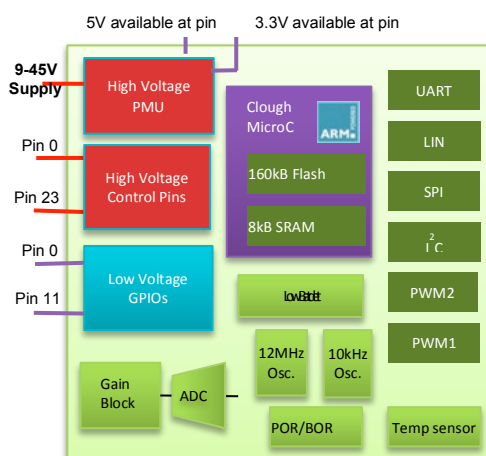 5V available at pin
3.3V available at pin
9-45V
Supply
High Voltage
PMU
Pin 0
High Voltage
Control Pins
Pin 23
Pin 0
Low Voltage
GPIOs
Pin 11
Clough
MicroC
ARM
POWERED
160kB Flash
8kB SRAM
UART
LIN
SPI
I2C
PWM2
PWM1
12MHz
Osc.
10kHz
Osc.
Gain
Block
ADC
POR/BOR
Temp sensor